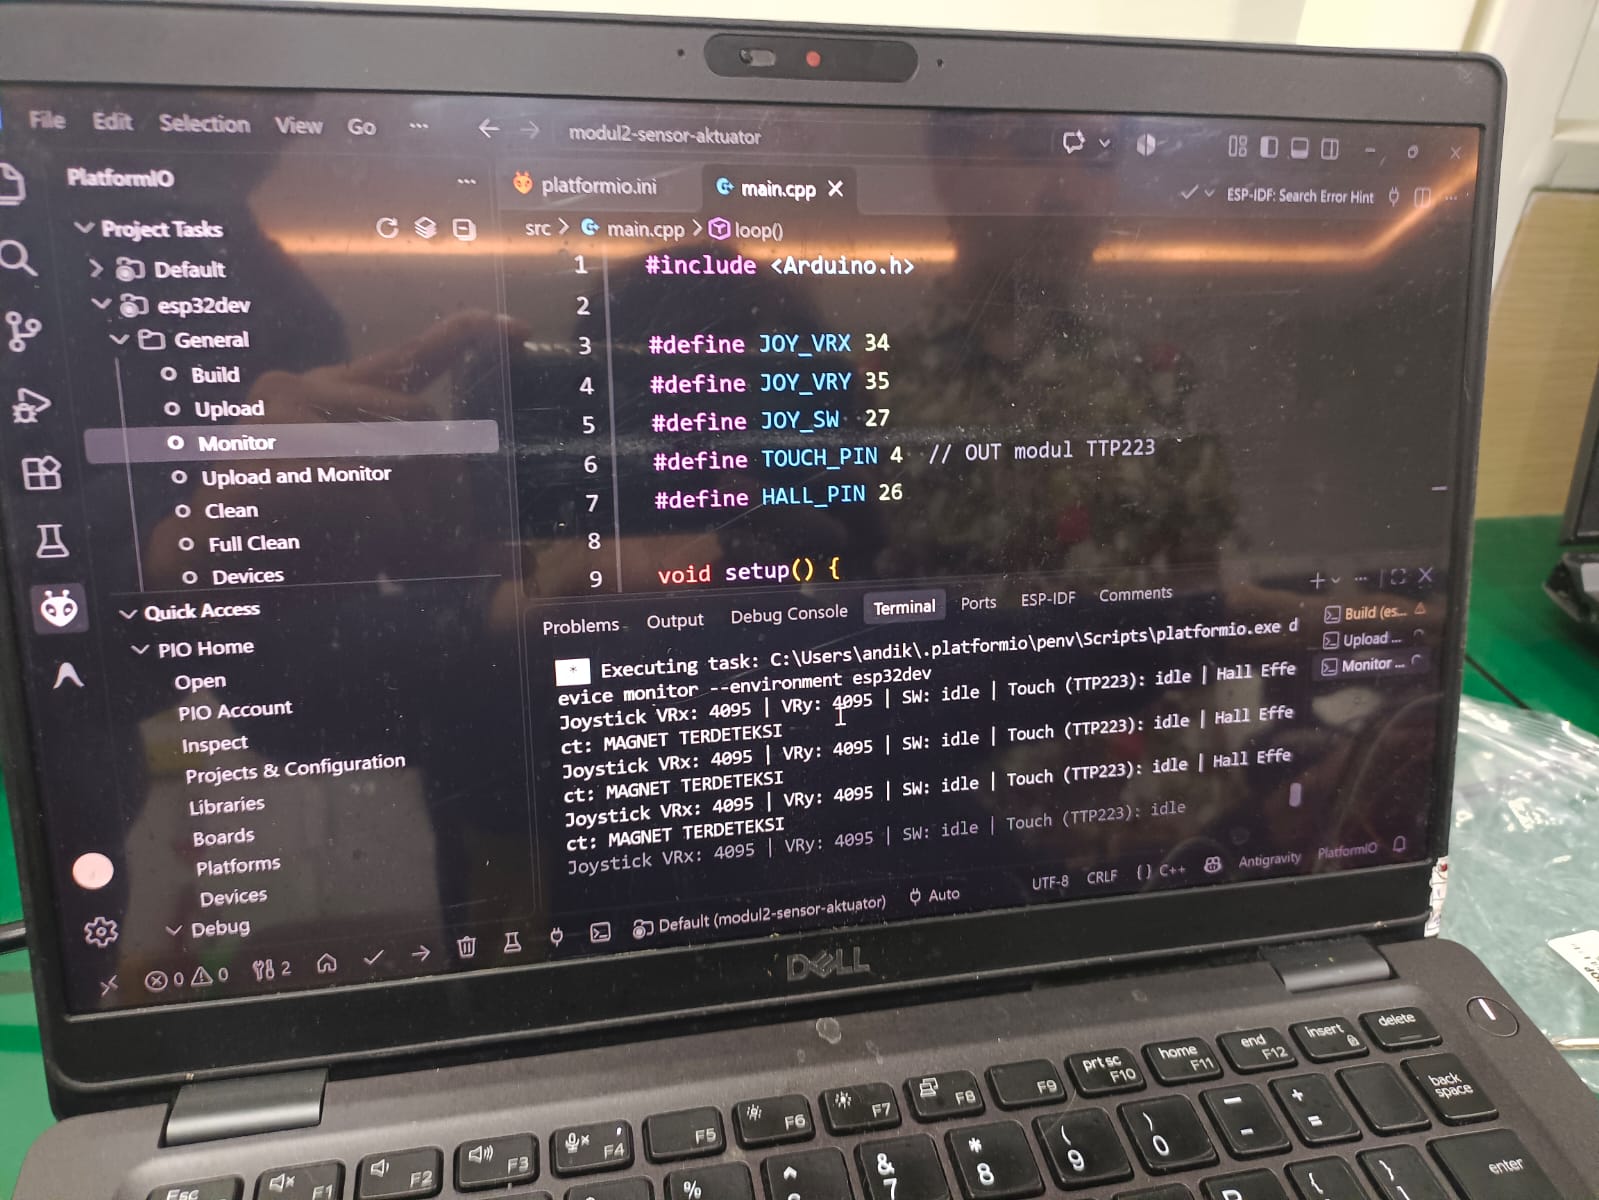 File Edit Selection View Go ··· ← → modul2-sensor-aktuator
PlatformIO ···
Project Tasks
Default
esp32dev
General
Build
Upload
Monitor
Upload and Monitor
Clean
Full Clean
Devices
Quick Access
PIO Home
Open
PIO Account
Inspect
Projects & Configuration
Libraries
Boards
Platforms
Devices
Debug
platformio.ini main.cpp ×
ESP-IDF: Search Error Hint
src > main.cpp > loop()
1 #include <Arduino.h>
2
3 #define JOY_VRX 34
4 #define JOY_VRY 35
5 #define JOY_SW 27
6 #define TOUCH_PIN 4 // OUT modul TTP223
7 #define HALL_PIN 26
8
9 void setup() {
Problems Output Debug Console Terminal Ports ESP-IDF Comments
Build (es...
Upload ...
Monitor ...
* Executing task: C:\Users\andik\.platformio\penv\Scripts\platformio.exe d
evice monitor --environment esp32dev
Joystick VRx: 4095 | VRy: 4095 | SW: idle | Touch (TTP223): idle | Hall Effe
ct: MAGNET TERDETEKSI
Joystick VRx: 4095 | VRy: 4095 | SW: idle | Touch (TTP223): idle | Hall Effe
ct: MAGNET TERDETEKSI
Joystick VRx: 4095 | VRy: 4095 | SW: idle | Touch (TTP223): idle | Hall Effe
ct: MAGNET TERDETEKSI
Joystick VRx: 4095 | VRy: 4095 | SW: idle | Touch (TTP223): idle
0 0 2 Default (modul2-sensor-aktuator) Auto UTF-8 CRLF {} C++ Antigravity PlatformIO
DELL
Esc F1 F2 F3 F4 F5 F6 F7 F8 F9 prt sc F10 home F11 end F12 insert delete
% ^ & 7 * 8 ( 9 ) 0 _ - + = back space
{ [ } enter